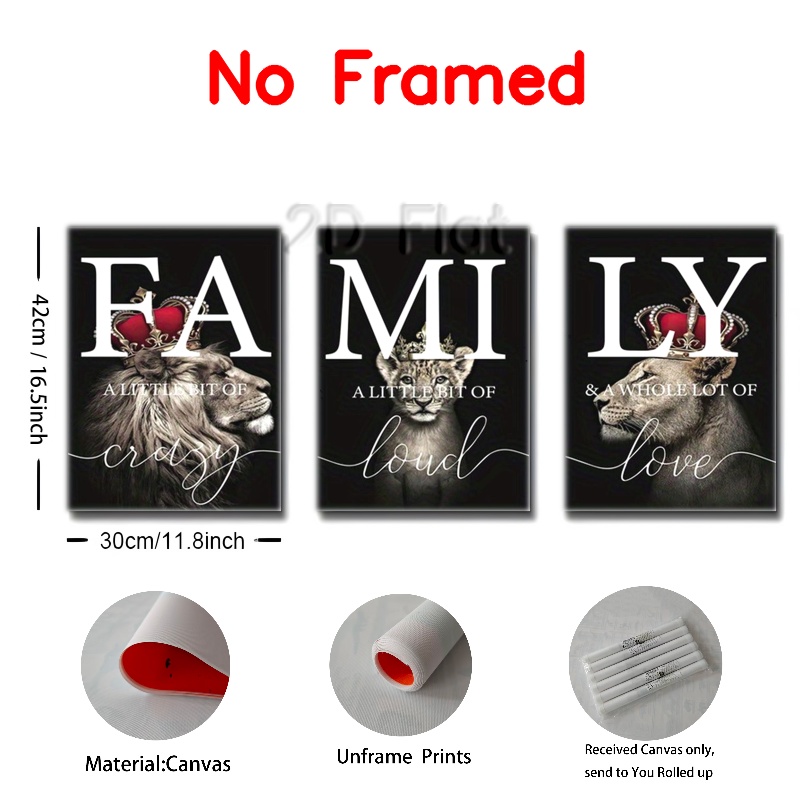 No Framed
2D Flat
FA
A LITTLE BIT OF
crazy
MI
A LITTLE BIT OF
loud
LY
& A WHOLE LOT OF
love
42cm / 16.5inch
30cm/11.8inch
Material:Canvas
Unframe Prints
Received Canvas only,
send to You Rolled up